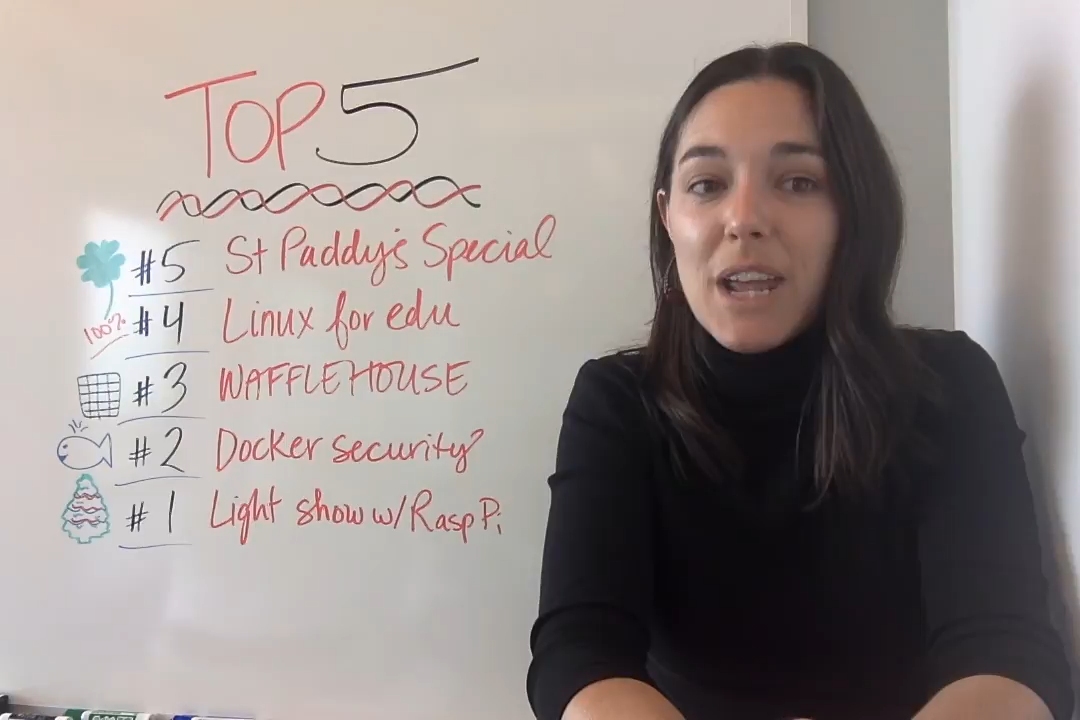 TOP 5
#5 St Paddy's Special
100% #4 Linux for edu
#3 WAFFLEHOUSE
#2 Docker security?
#1 Light show w/ Rasp Pi